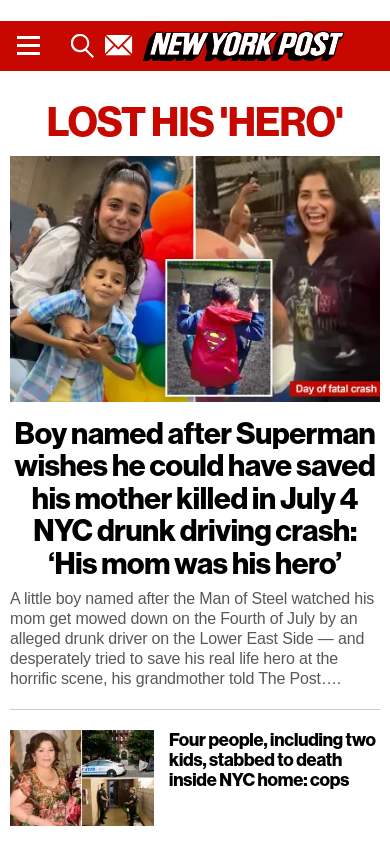 NEW YORK POST
LOST HIS 'HERO'
Day of fatal crash
Boy named after Superman
wishes he could have saved
his mother killed in July 4
NYC drunk driving crash:
‘His mom was his hero’
A little boy named after the Man of Steel watched his
mom get mowed down on the Fourth of July by an
alleged drunk driver on the Lower East Side — and
desperately tried to save his real life hero at the
horrific scene, his grandmother told The Post….
Four people, including two
kids, stabbed to death
inside NYC home: cops